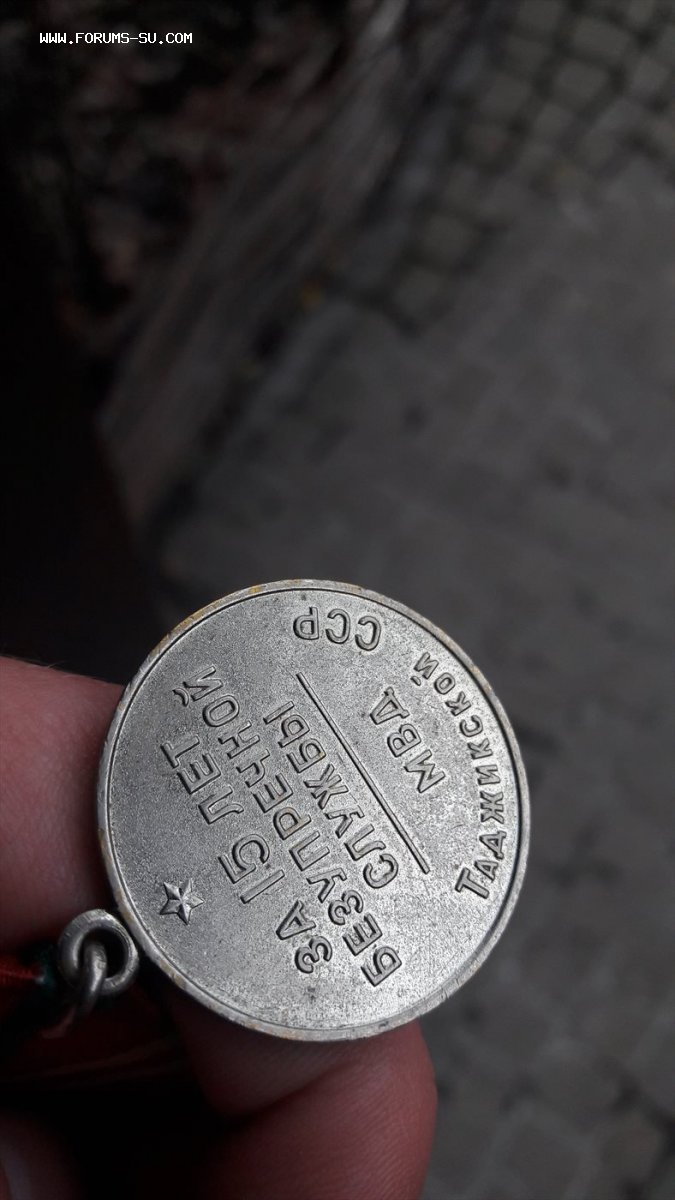 WWW.FORUMS-SU.COM
ЗА 15 ЛЕТ
БЕЗУПРЕЧНОЙ
СЛУЖБЫ
МВД
ТАДЖИКСКОЙ ССР